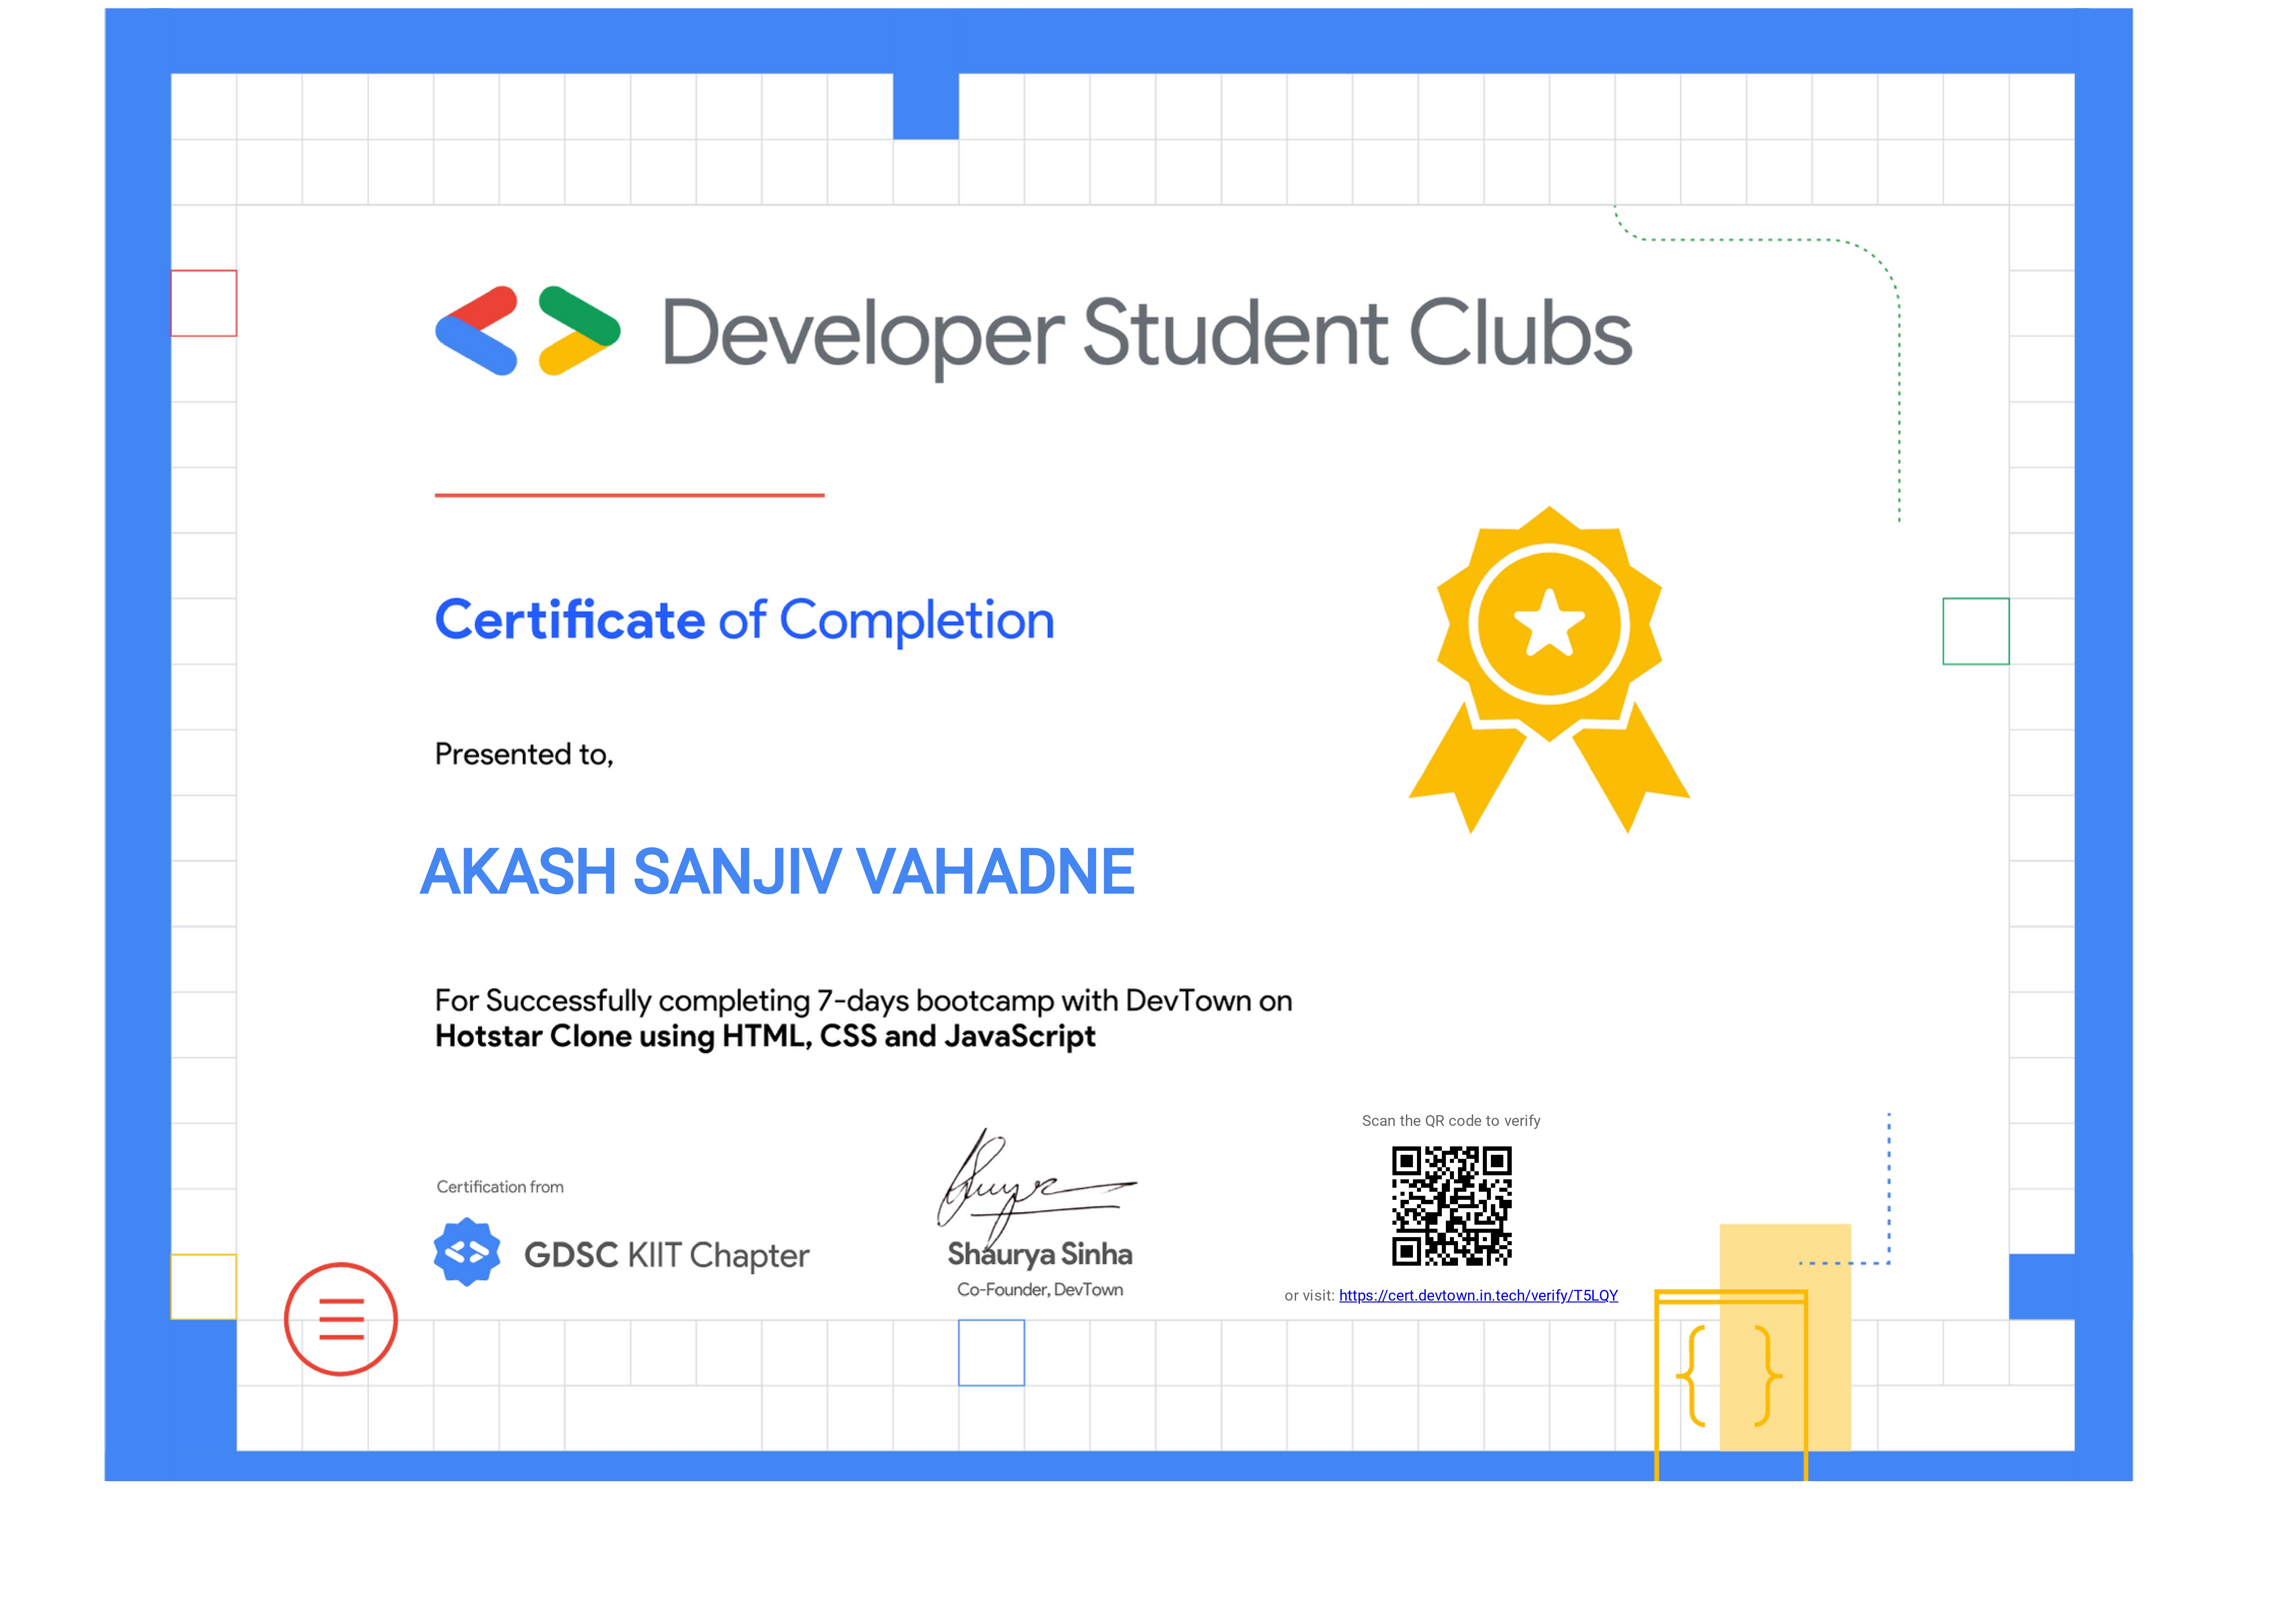 Developer Student Clubs
Certificate of Completion
Presented to,
AKASH SANJIV VAHADNE
For Successfully completing 7-days bootcamp with DevTown on
Hotstar Clone using HTML, CSS and JavaScript
Certification from
GDSC KIIT Chapter
Shaurya Sinha
Co-Founder, DevTown
Scan the QR code to verify
or visit: https://cert.devtown.in.tech/verify/T5LQY
{ }